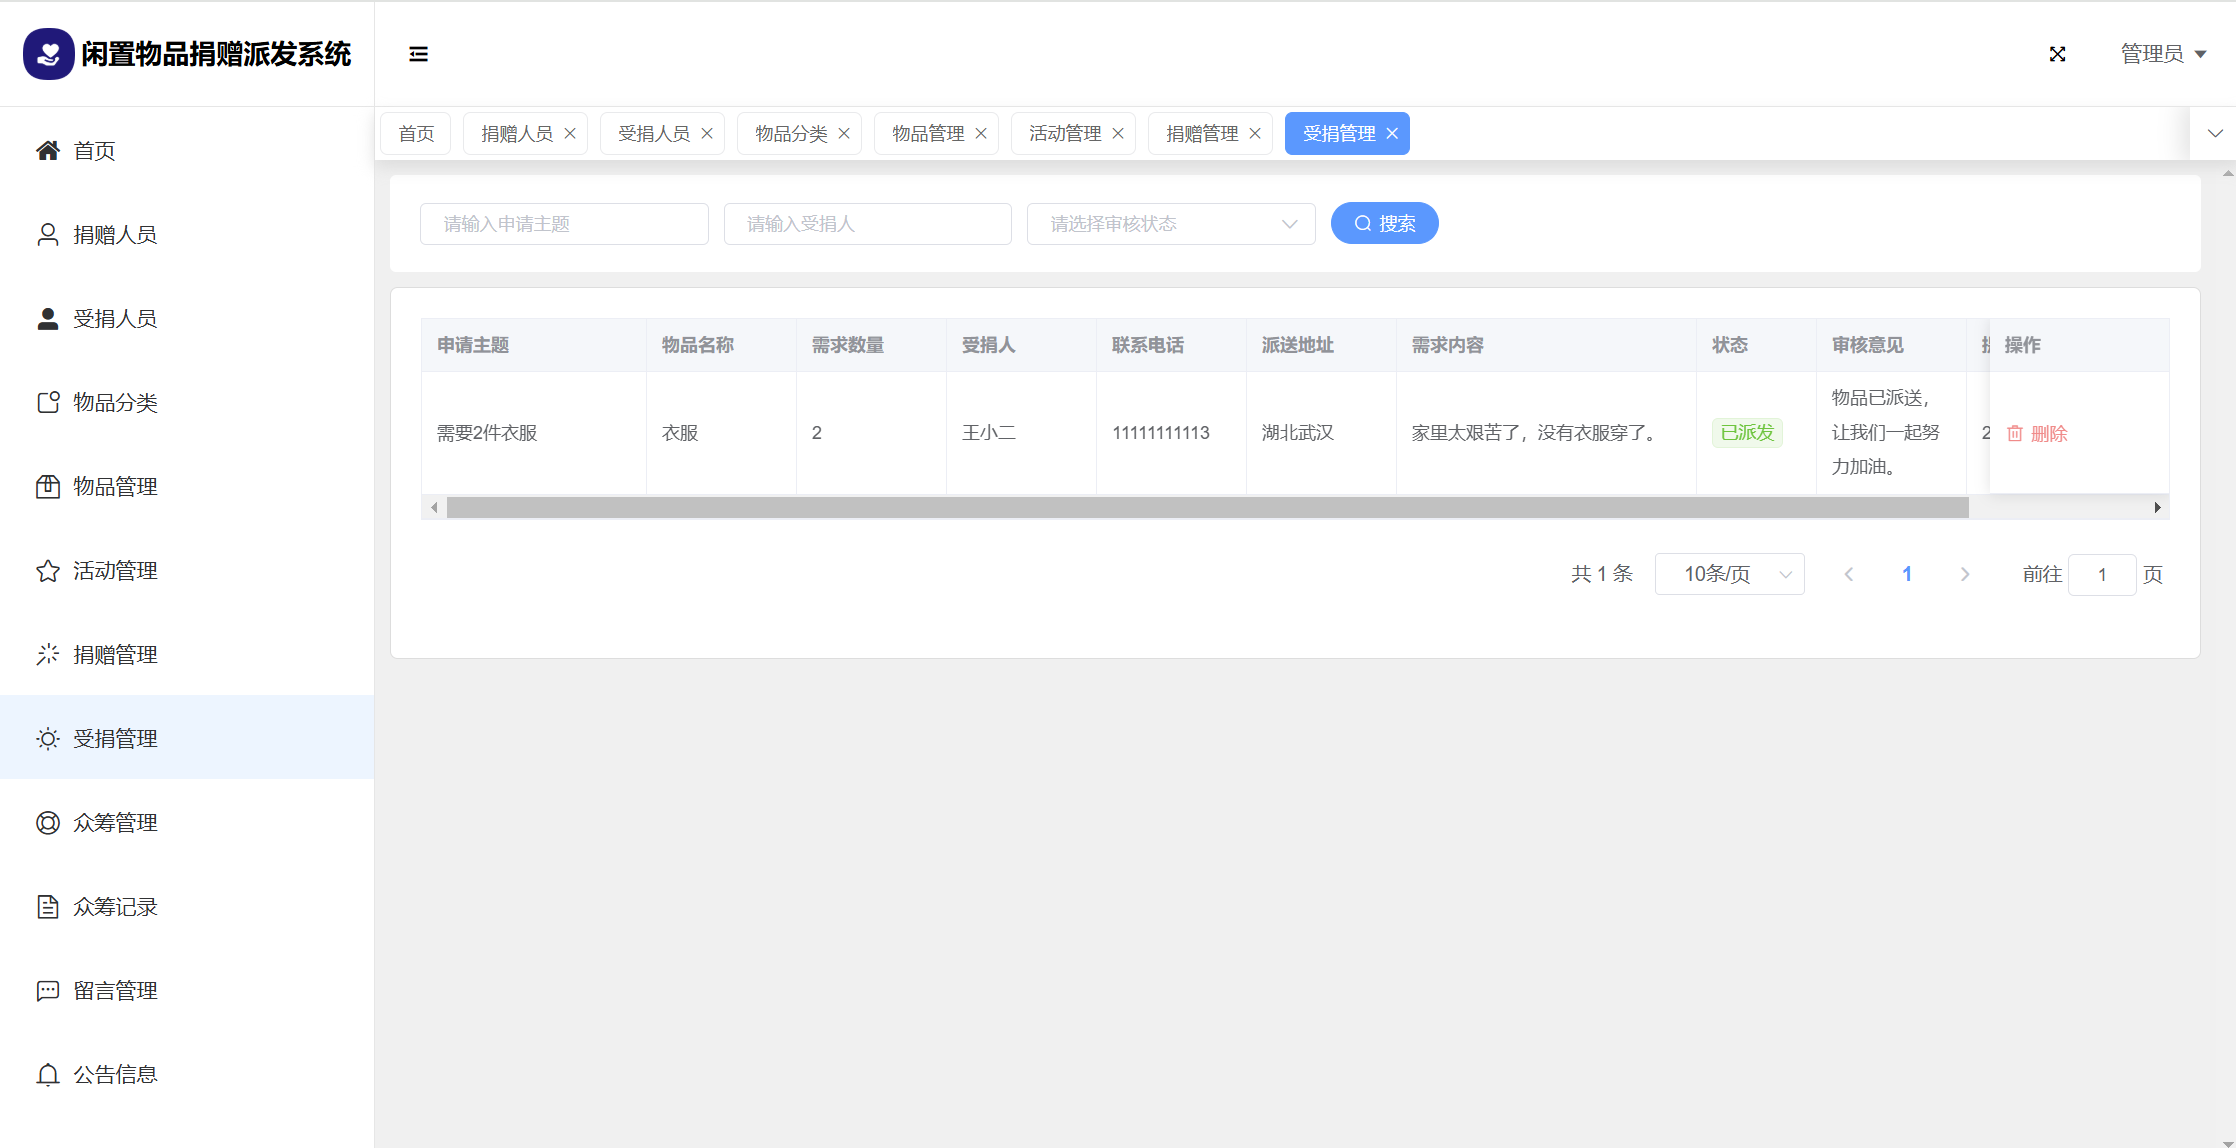 闲置物品捐赠派发系统
管理员
首页
捐赠人员
受捐人员
物品分类
物品管理
活动管理
捐赠管理
受捐管理
众筹管理
众筹记录
留言管理
公告信息
首页 捐赠人员 受捐人员 物品分类 物品管理 活动管理 捐赠管理 受捐管理
请输入申请主题 请输入受捐人 请选择审核状态 搜索
申请主题 物品名称 需求数量 受捐人 联系电话 派送地址 需求内容 状态 审核意见 操作
需要2件衣服 衣服 2 王小二 11111111113 湖北武汉 家里太艰苦了，没有衣服穿了。 已派发 物品已派送，
让我们一起努
力加油。
2 删除
共 1 条 10条/页 1 前往 1 页